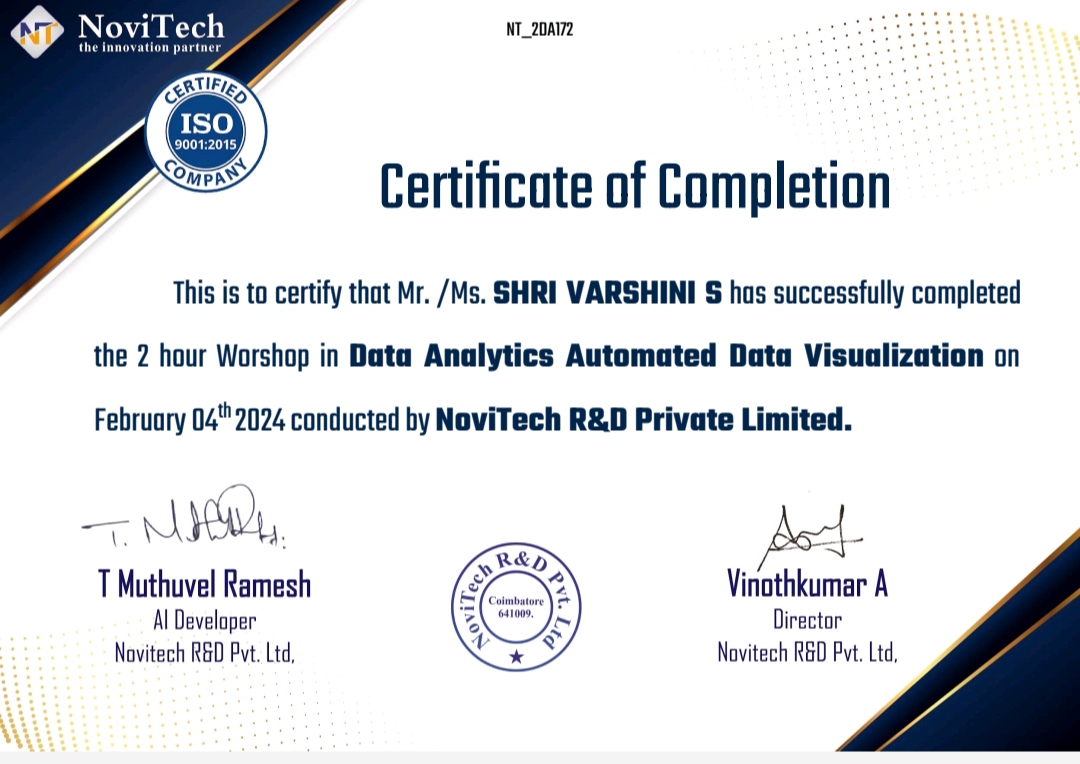 NT
NoviTech
the innovation partner
NT_2DA172
CERTIFIED
ISO
9001:2015
COMPANY
Certificate of Completion
This is to certify that Mr. /Ms. SHRI VARSHINI S has successfully completed
the 2 hour Worshop in Data Analytics Automated Data Visualization on
February 04th 2024 conducted by NoviTech R&D Private Limited.
T Muthuvel Ramesh
AI Developer
Novitech R&D Pvt. Ltd,
NoviTech R&D Pvt. Ltd
Coimbatore
641009.
Vinothkumar A
Director
Novitech R&D Pvt. Ltd,